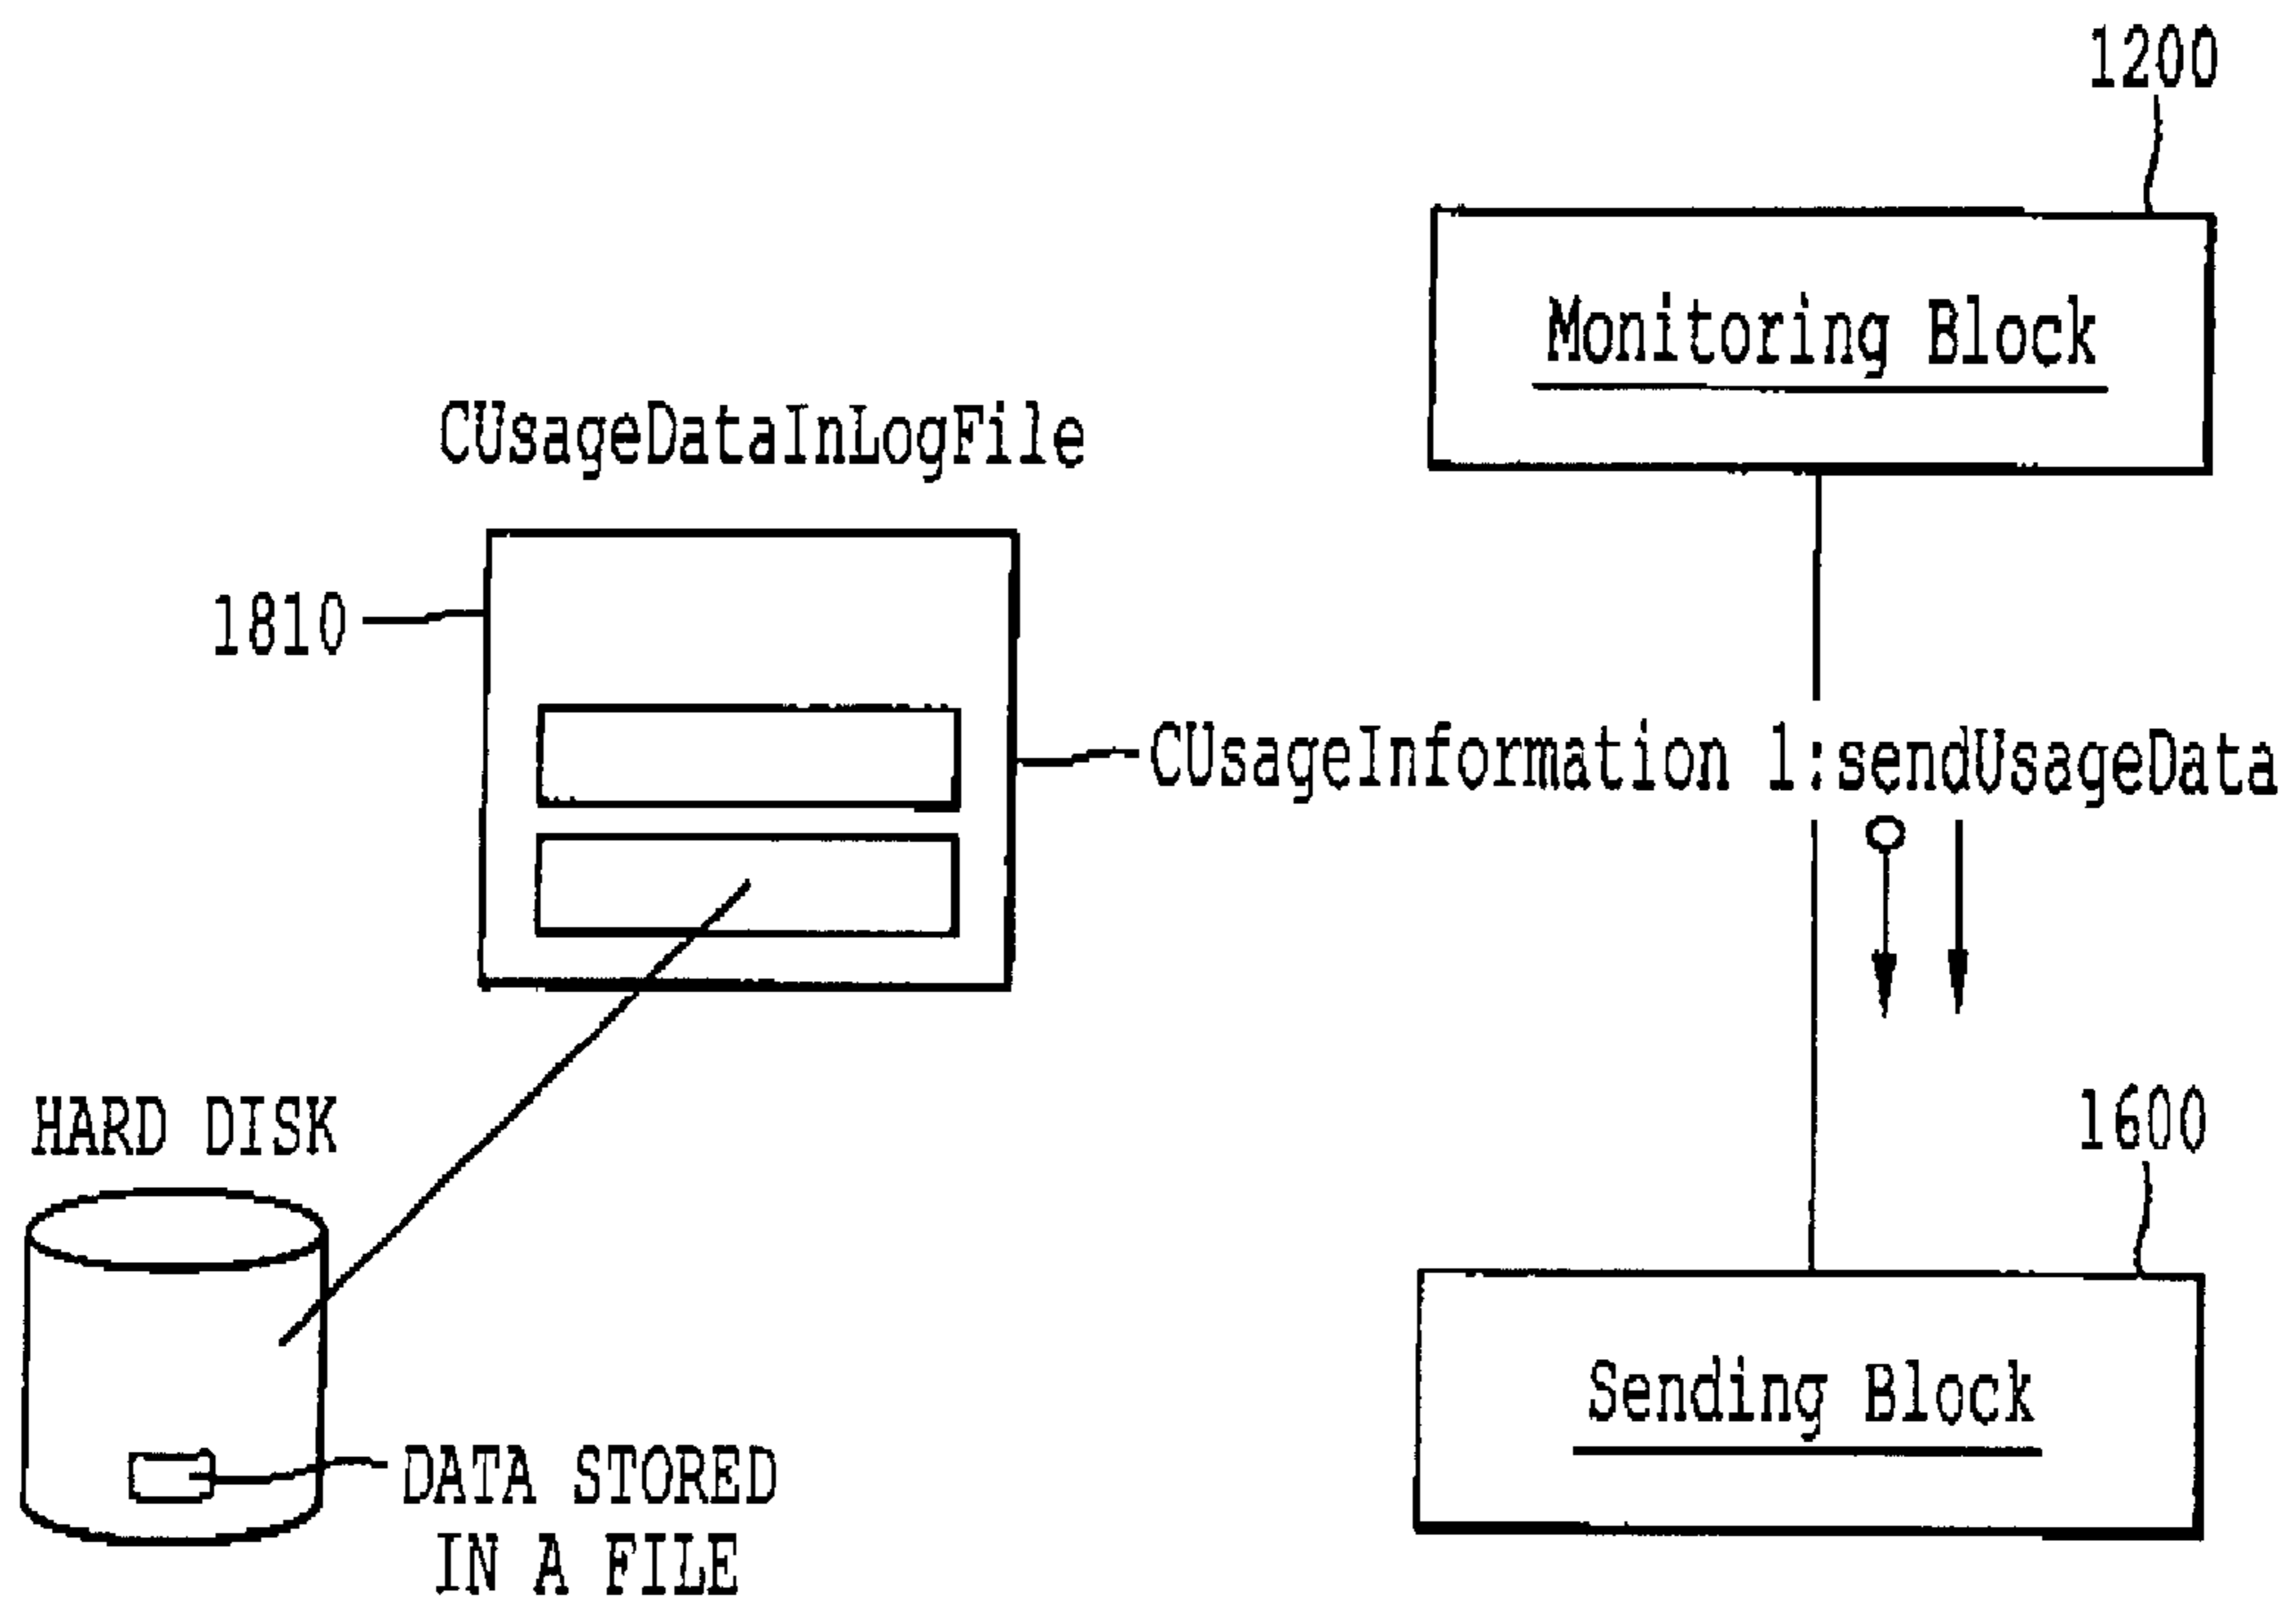 1200
Monitoring Block
CUsageDataInLogFile
1810
CUsageInformation 1:sendUsageData
HARD DISK
1600
Sending Block
DATA STORED
IN A FILE